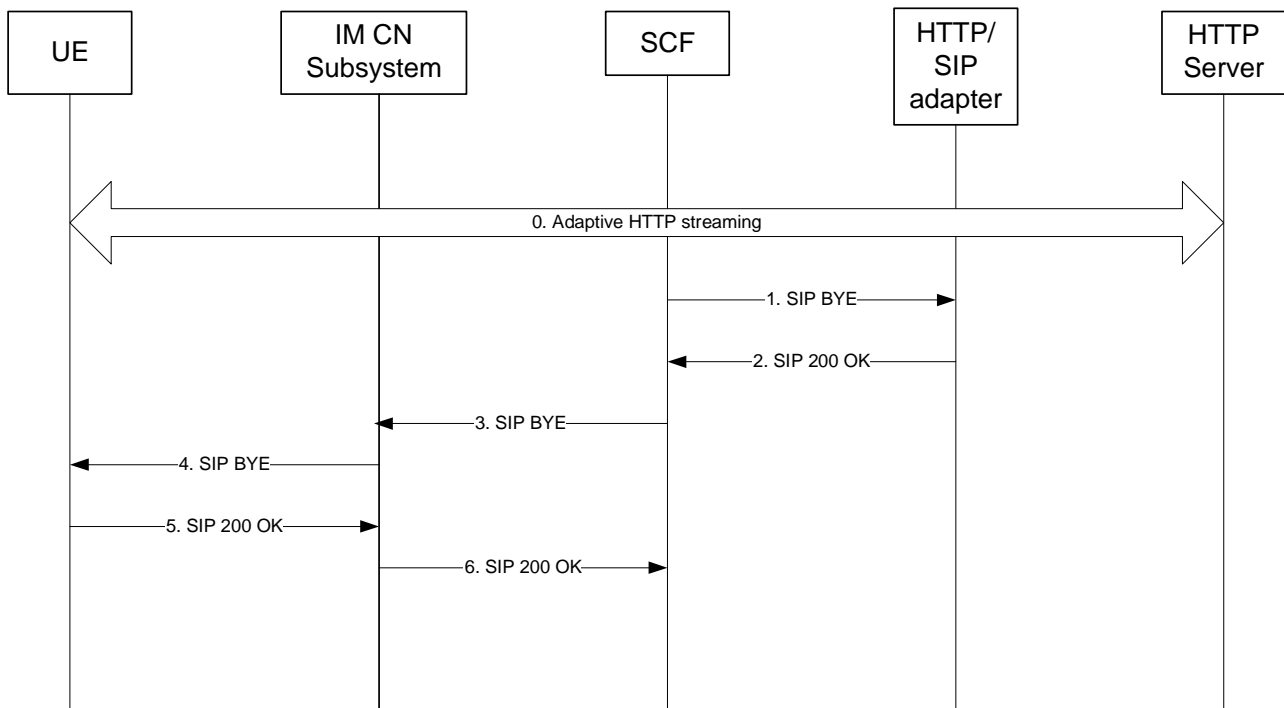 UE
IM CN
Subsystem
SCF
HTTP/
SIP
adapter
HTTP
Server
0. Adaptive HTTP streaming
1. SIP BYE
2. SIP 200 OK
3. SIP BYE
4. SIP BYE
5. SIP 200 OK
6. SIP 200 OK